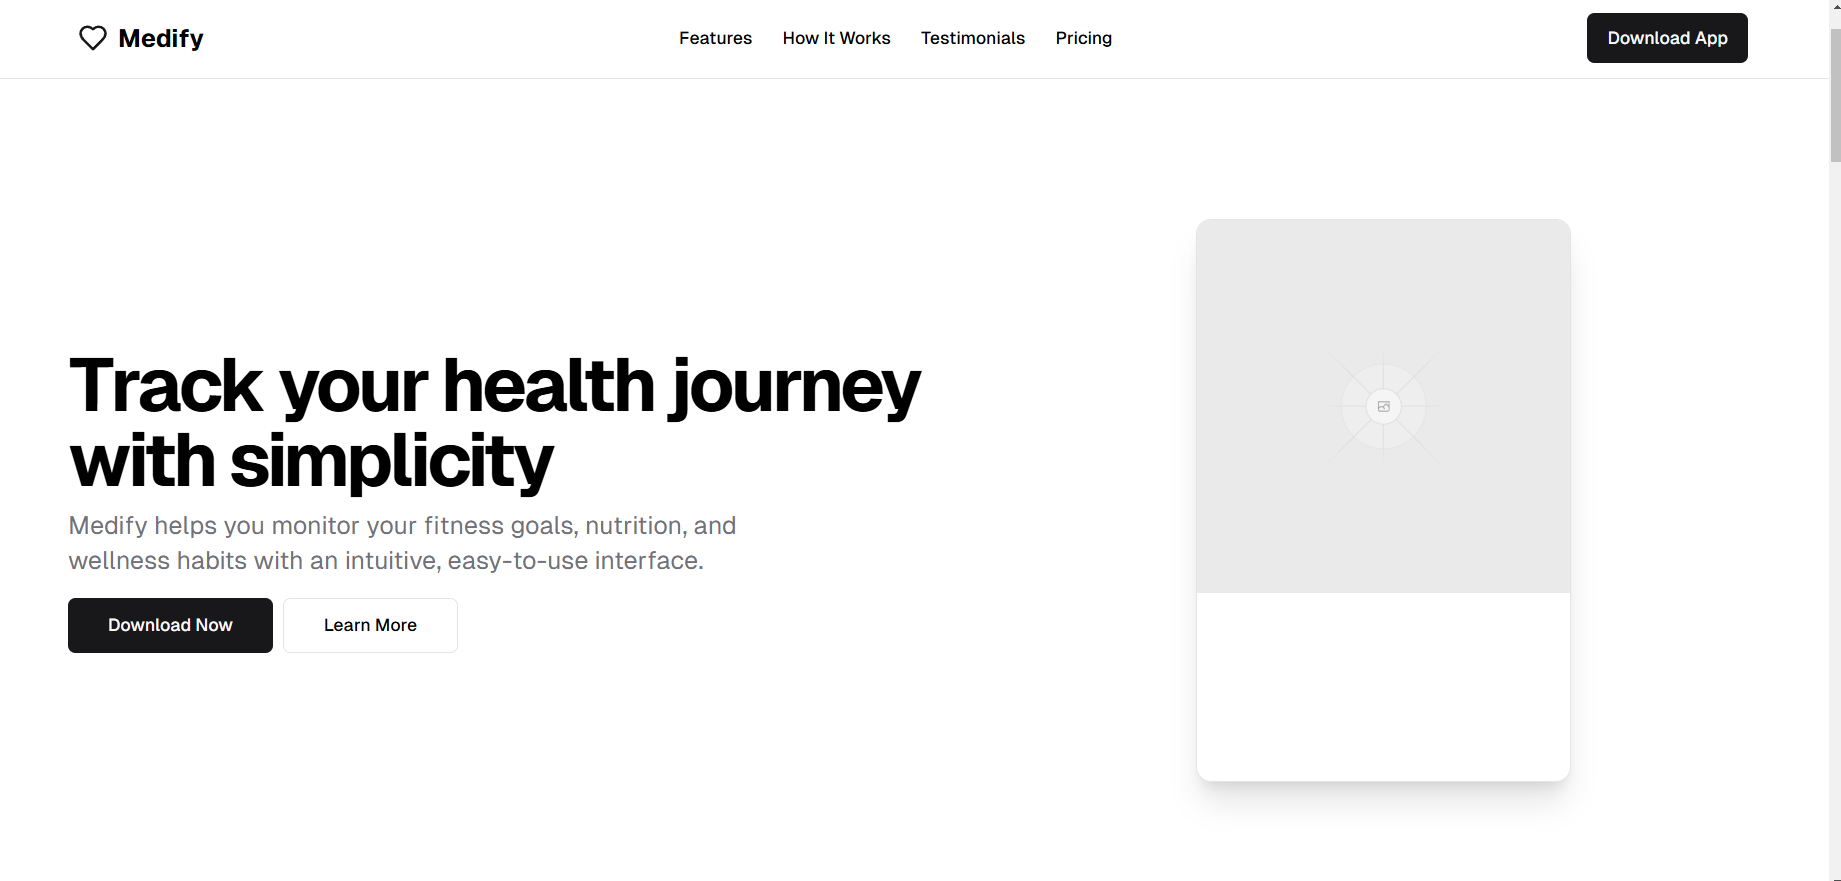 Medify
Features
How It Works
Testimonials
Pricing
Download App
Track your health journey
with simplicity
Medify helps you monitor your fitness goals, nutrition, and
wellness habits with an intuitive, easy-to-use interface.
Download Now
Learn More